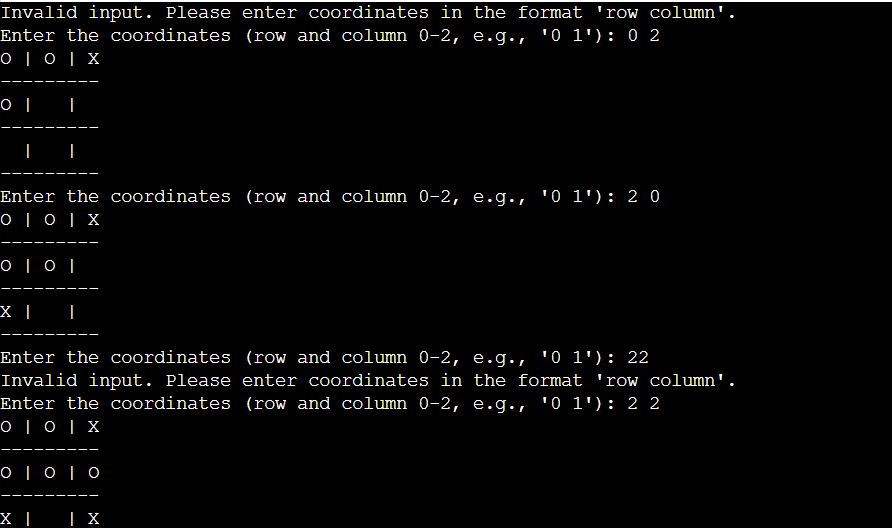 Invalid input. Please enter coordinates in the format 'row column'.
Enter the coordinates (row and column 0-2, e.g., '0 1'): 0 2
O | O | X
---------
O |   |
---------
  |   |
---------
Enter the coordinates (row and column 0-2, e.g., '0 1'): 2 0
O | O | X
---------
O | O |
---------
X |   |
---------
Enter the coordinates (row and column 0-2, e.g., '0 1'): 22
Invalid input. Please enter coordinates in the format 'row column'.
Enter the coordinates (row and column 0-2, e.g., '0 1'): 2 2
O | O | X
---------
O | O | O
---------
X |   | X